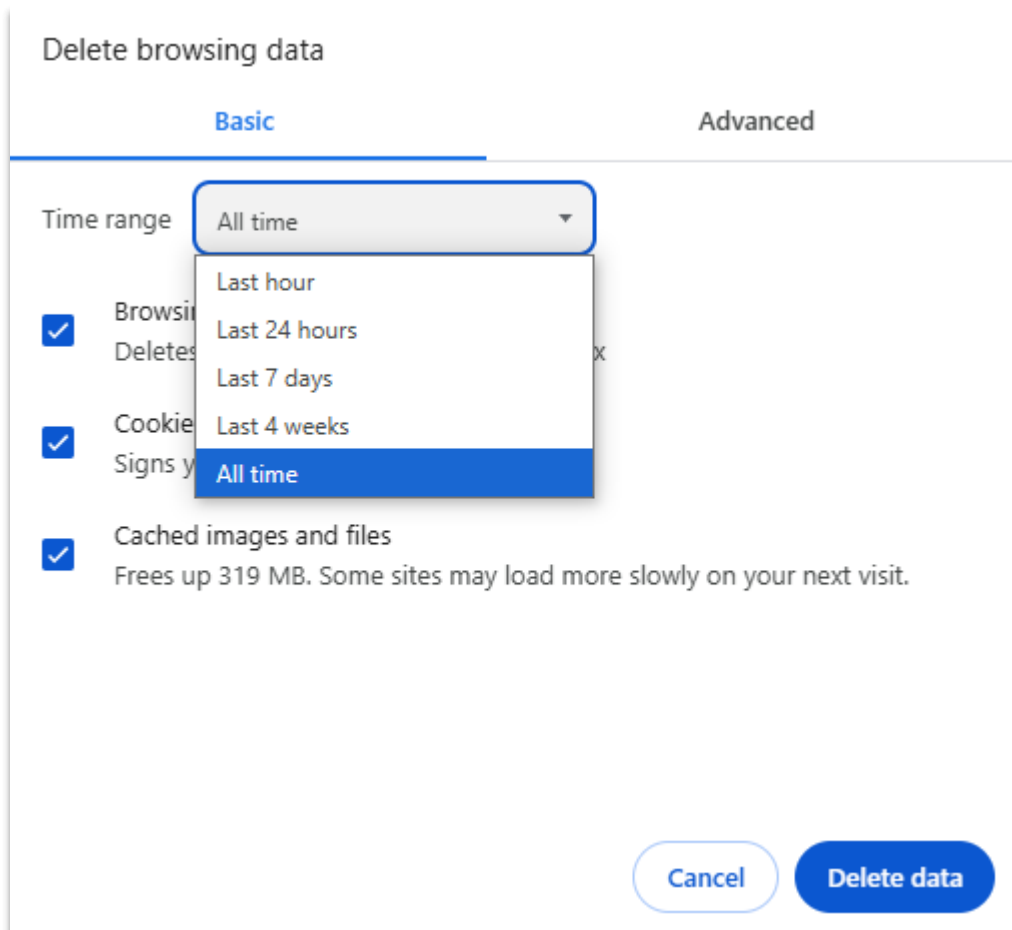 Delete browsing data
Basic Advanced
Time range All time
Last hour
Last 24 hours
Last 7 days
Last 4 weeks
All time
Deletes
Signs
Cached images and files
Frees up 319 MB. Some sites may load more slowly on your next visit.
Cancel Delete data